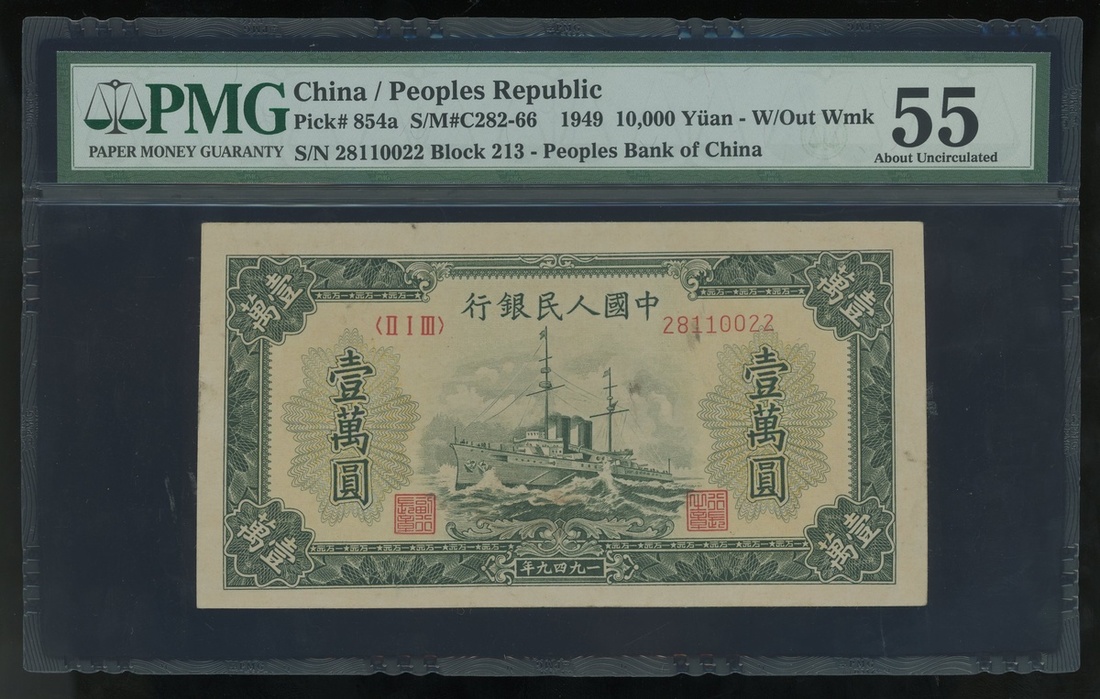 China / Peoples Republic
PMG
Pick# 854a S/M#C282-66 1949 10,000 Yüan - W/Out Wmk
55
PAPER MONEY GUARANTY
S/N 28110022 Block 213 - Peoples Bank of China
About Uncirculated
壹萬
壹萬
行銀民人國中
〈II I III〉
28110022
壹萬圓
壹萬圓
壹萬
壹萬
年九四九一